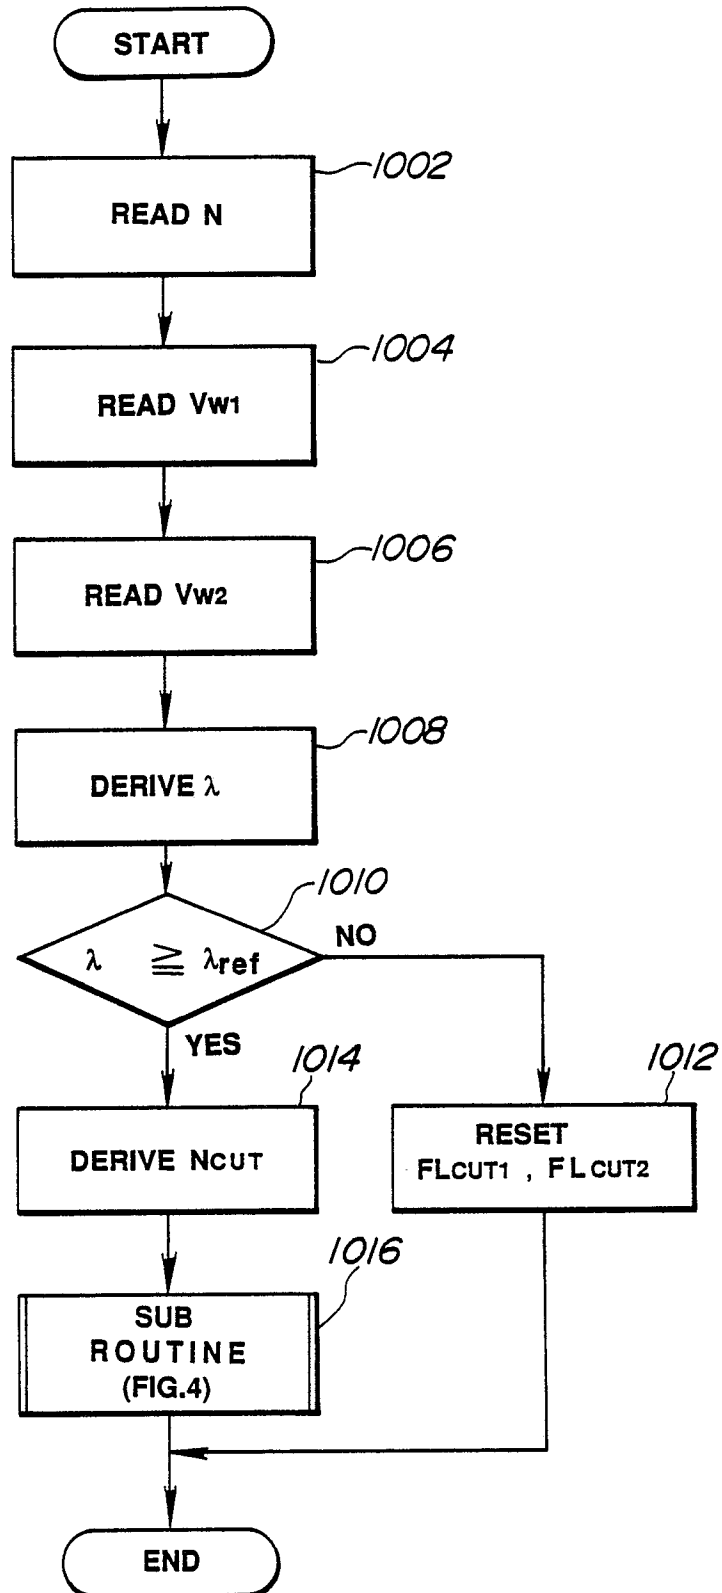 START
1002
READ N
1004
READ Vw1
1006
READ Vw2
1008
DERIVE λ
1010
λ ≧ λref
NO
YES
1014
1012
DERIVE NCUT
RESET
FLCUT1 , FLCUT2
1016
SUB
ROUTINE
(FIG.4)
END